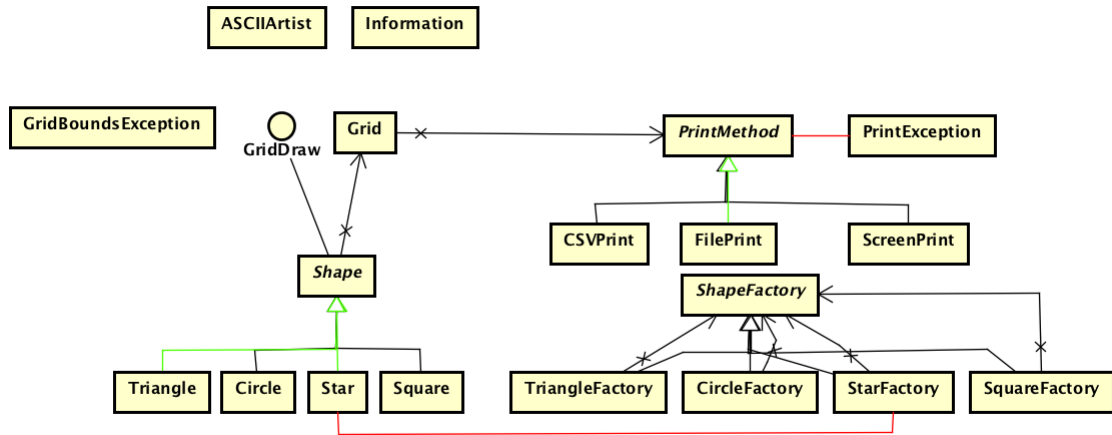 ASCIIArtist
Information
GridBoundsException
GridDraw
Grid
PrintMethod
PrintException
CSVPrint
FilePrint
ScreenPrint
Shape
ShapeFactory
Triangle
Circle
Star
Square
TriangleFactory
CircleFactory
StarFactory
SquareFactory